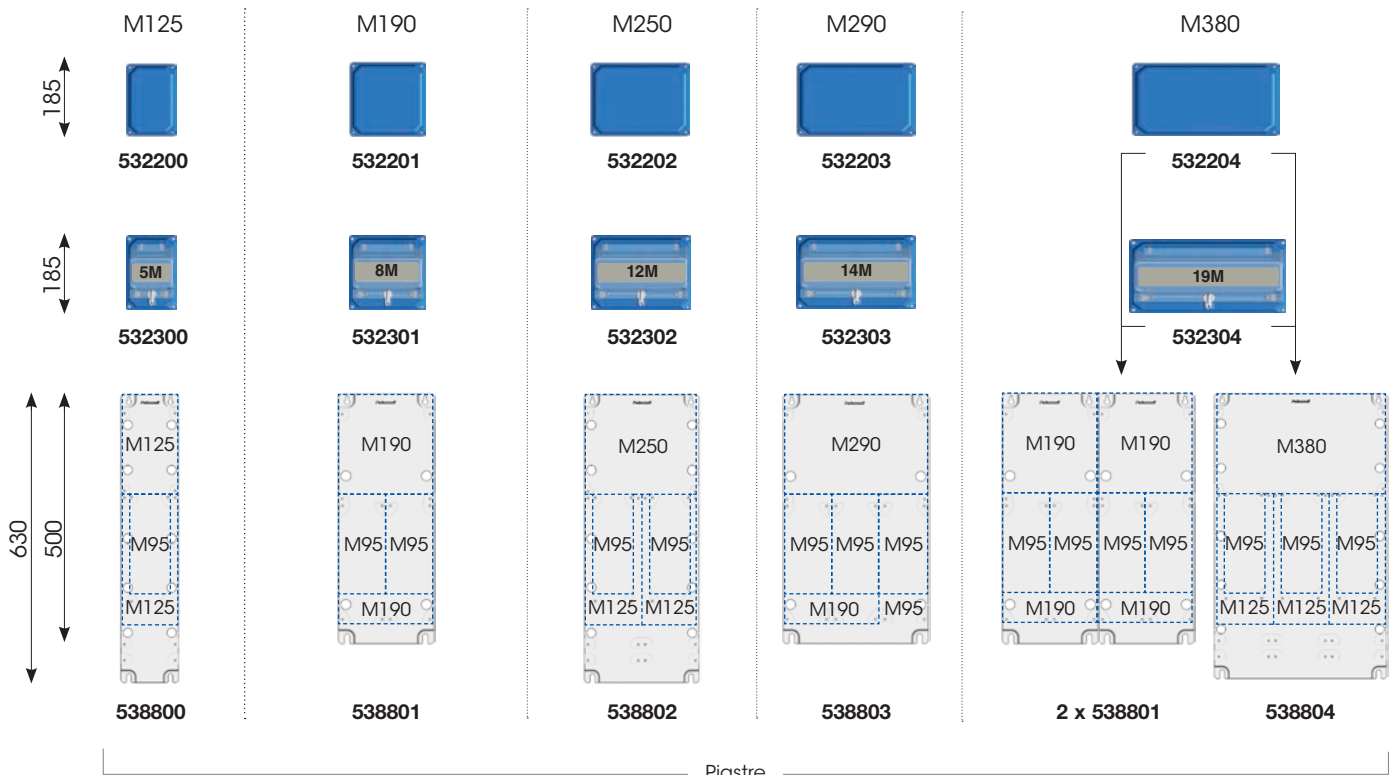 M125 M190 M250 M290 M380
185
532200 532201 532202 532203 532204
185
5M 8M 12M 14M 19M
532300 532301 532302 532303 532304
630
500
M125 M190 M250 M290 M190 M190 M380
M95 M95 M95 M95 M95 M95 M95 M95 M95 M95 M95 M95 M95 M95 M95
M125 M190 M125 M125 M190 M95 M190 M190 M125 M125 M125
538800 538801 538802 538803 2 x 538801 538804
Piastre